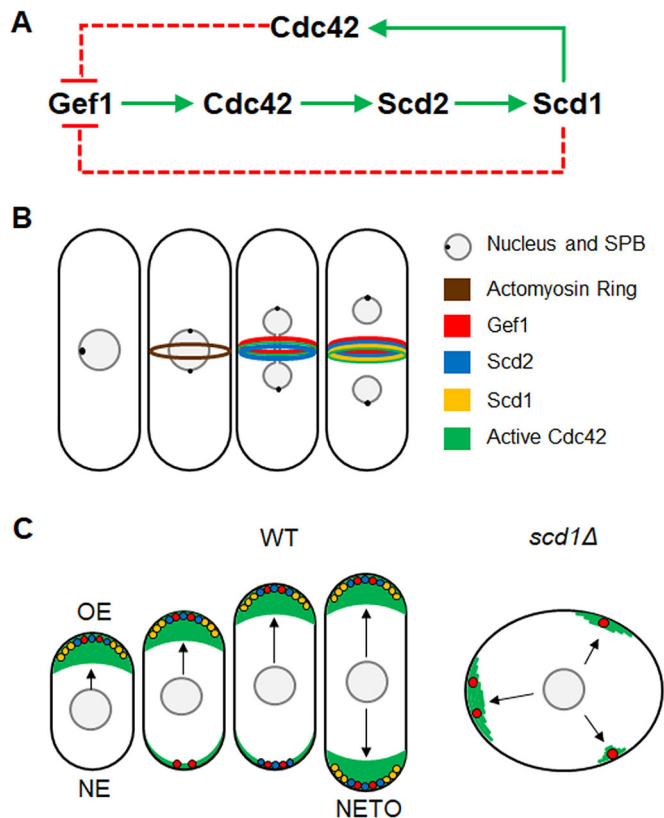 A
Cdc42
Gef1 Cdc42 Scd2 Scd1
B
Nucleus and SPB
Actomyosin Ring
Gef1
Scd2
Scd1
Active Cdc42
C
WT
scd1Δ
OE
NE
NETO